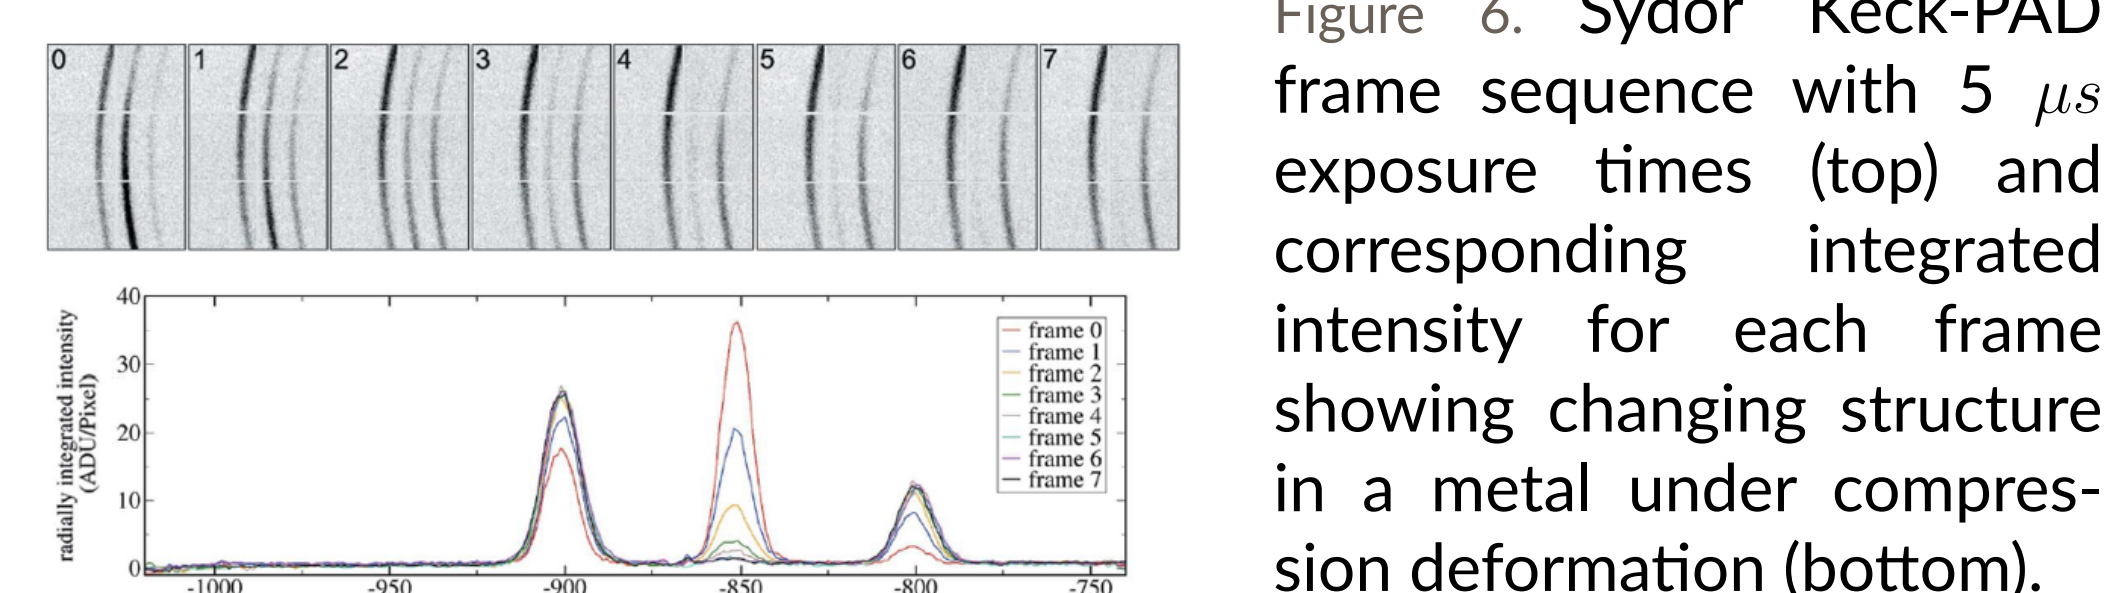 0 1 2 3 4 5 6 7
40
30
20
10
0
radially integrated intensity
(ADU/Pixel)
frame 0
frame 1
frame 2
frame 3
frame 4
frame 5
frame 6
frame 7
-1000 -950 -900 -850 -800 -750
Figure 6. Sydor Keck-PAD
frame sequence with 5 μs
exposure times (top) and
corresponding integrated
intensity for each frame
showing changing structure
in a metal under compres-
sion deformation (bottom).